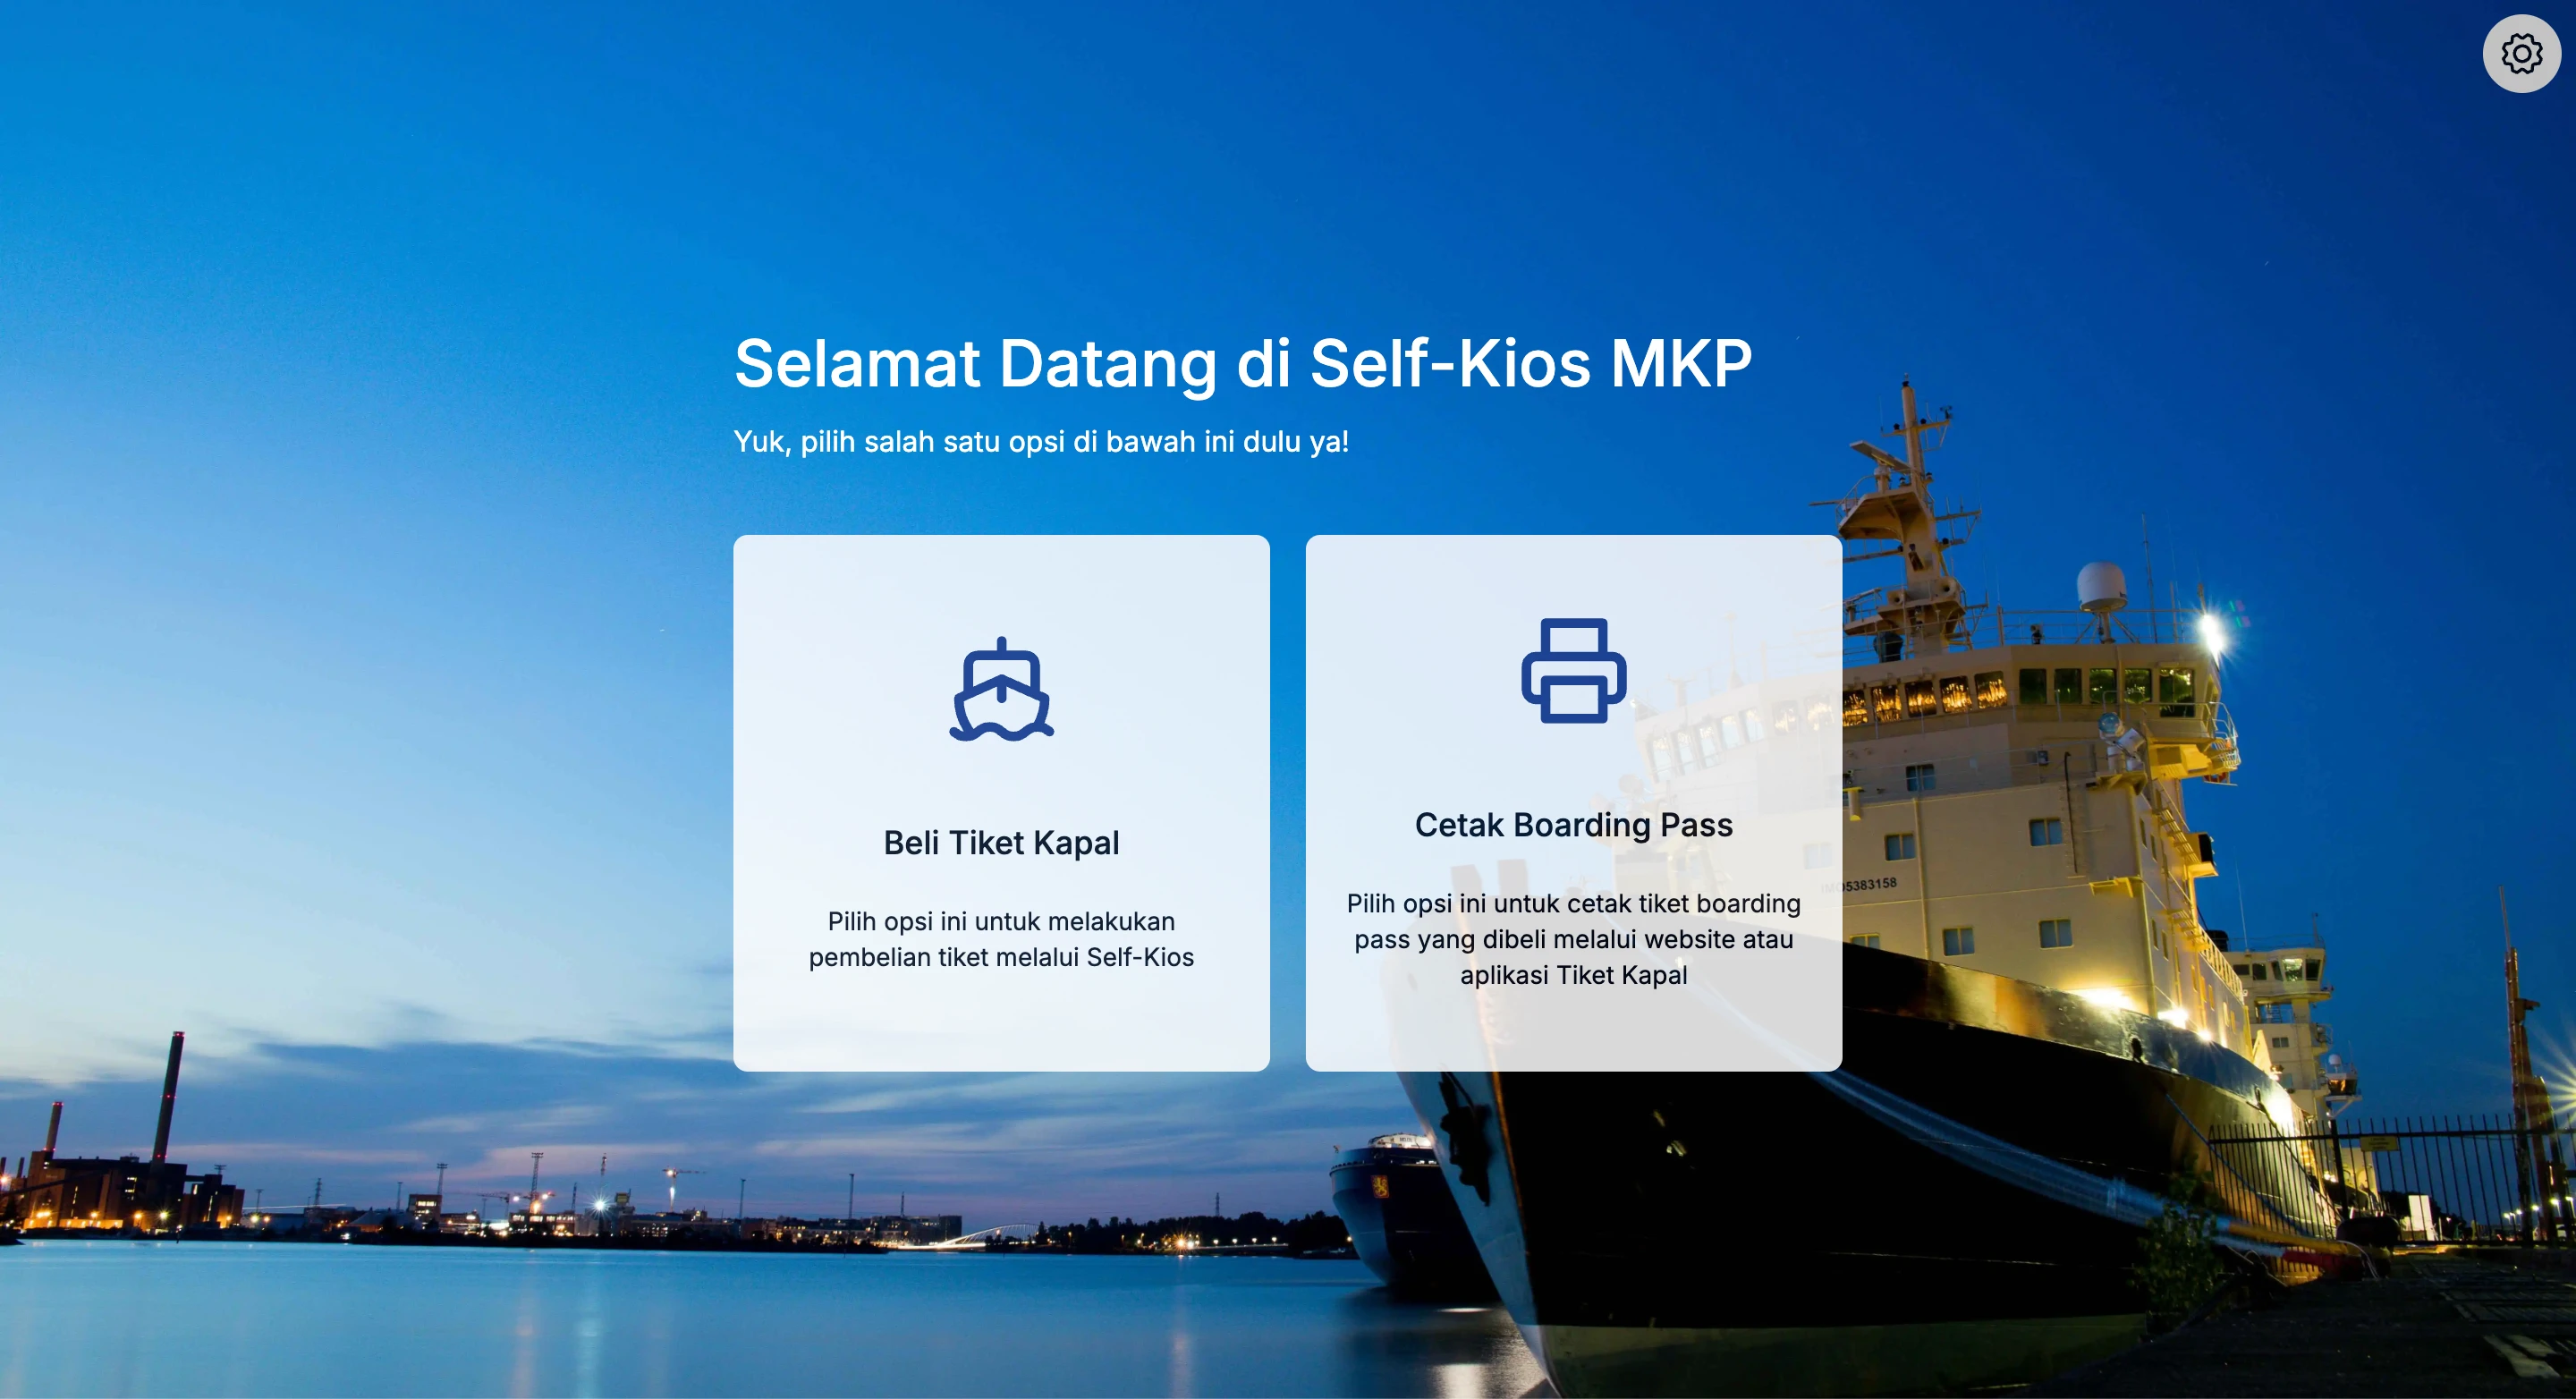 Selamat Datang di Self-Kios MKP
Yuk, pilih salah satu opsi di bawah ini dulu ya!
Beli Tiket Kapal
Pilih opsi ini untuk melakukan
pembelian tiket melalui Self-Kios
Cetak Boarding Pass
Pilih opsi ini untuk cetak tiket boarding
pass yang dibeli melalui website atau
aplikasi Tiket Kapal
IMO5383158